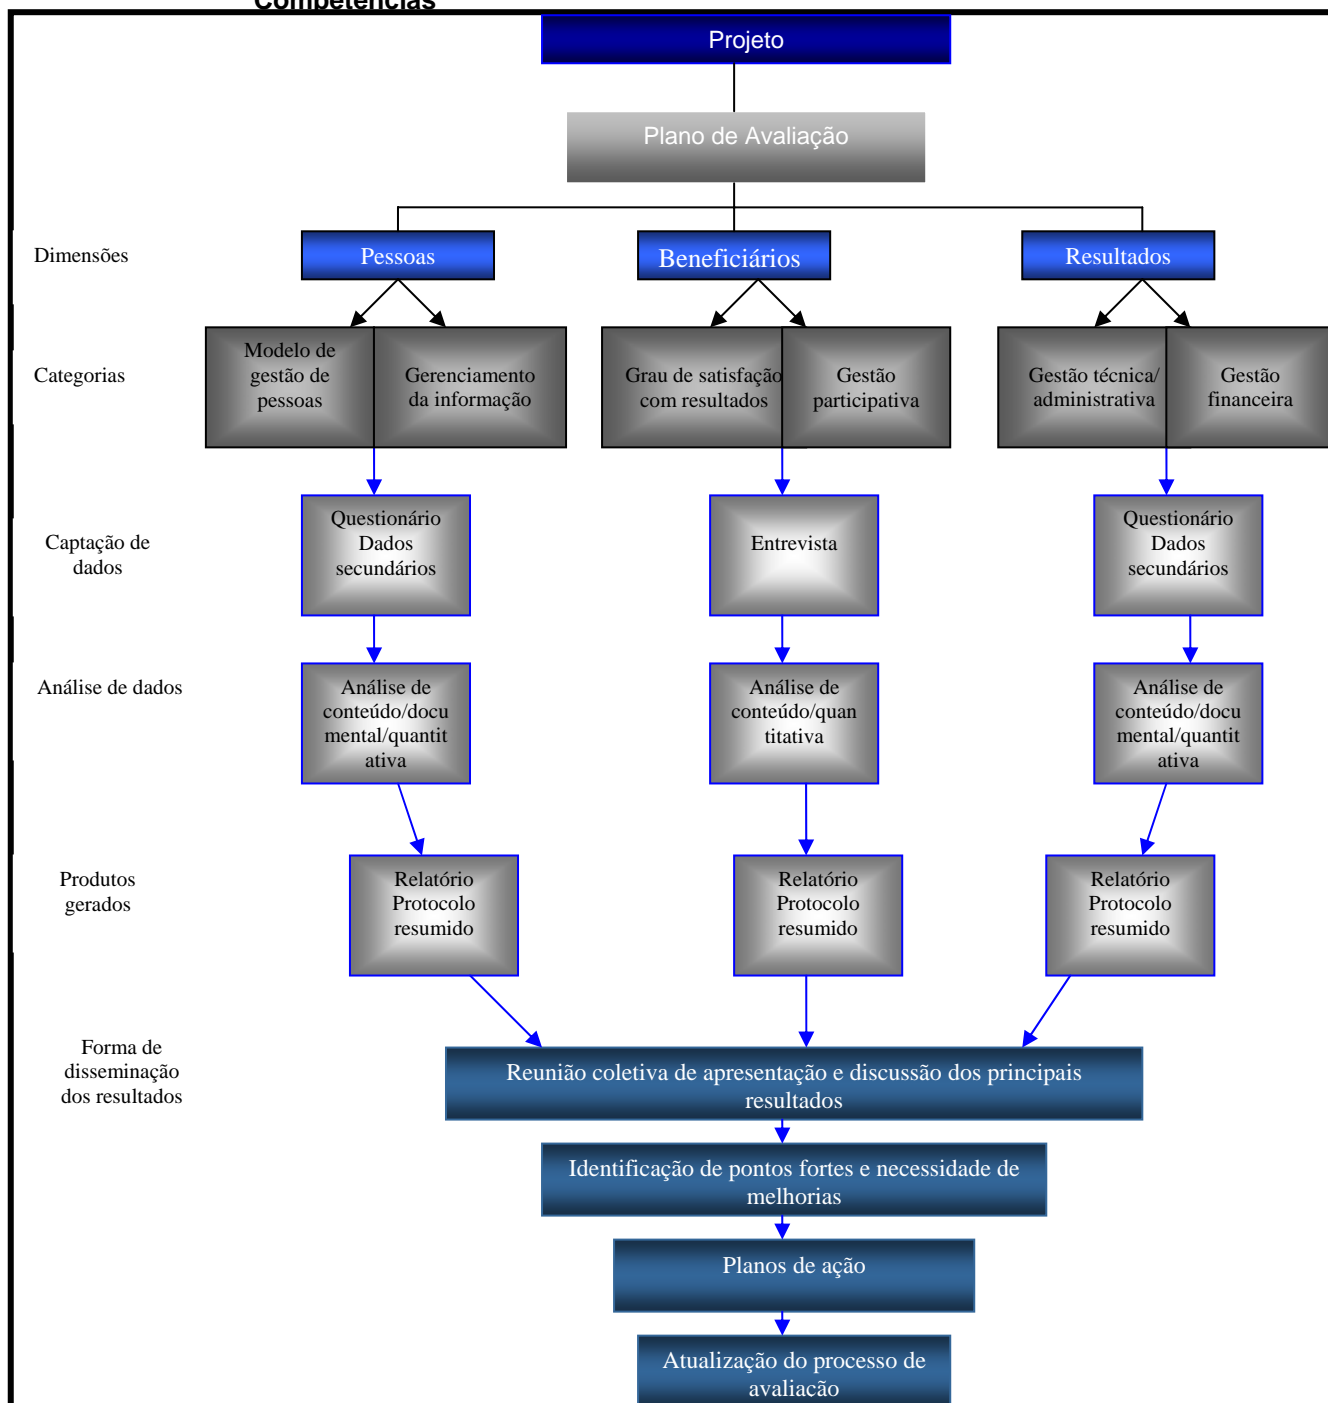 Competências
Projeto
Plano de Avaliação
Dimensões
Pessoas
Beneficiários
Resultados
Categorias
Modelo de
gestão de
pessoas
Gerenciamento
da informação
Grau de satisfação
com resultados
Gestão
participativa
Gestão técnica/
administrativa
Gestão
financeira
Captação de
dados
Questionário
Dados
secundários
Entrevista
Questionário
Dados
secundários
Análise de dados
Análise de
conteúdo/docu
mental/quantit
ativa
Análise de
conteúdo/quan
titativa
Análise de
conteúdo/docu
mental/quantit
ativa
Produtos
gerados
Relatório
Protocolo
resumido
Relatório
Protocolo
resumido
Relatório
Protocolo
resumido
Forma de
disseminação
dos resultados
Reunião coletiva de apresentação e discussão dos principais
resultados
Identificação de pontos fortes e necessidade de
melhorias
Planos de ação
Atualização do processo de
avaliação